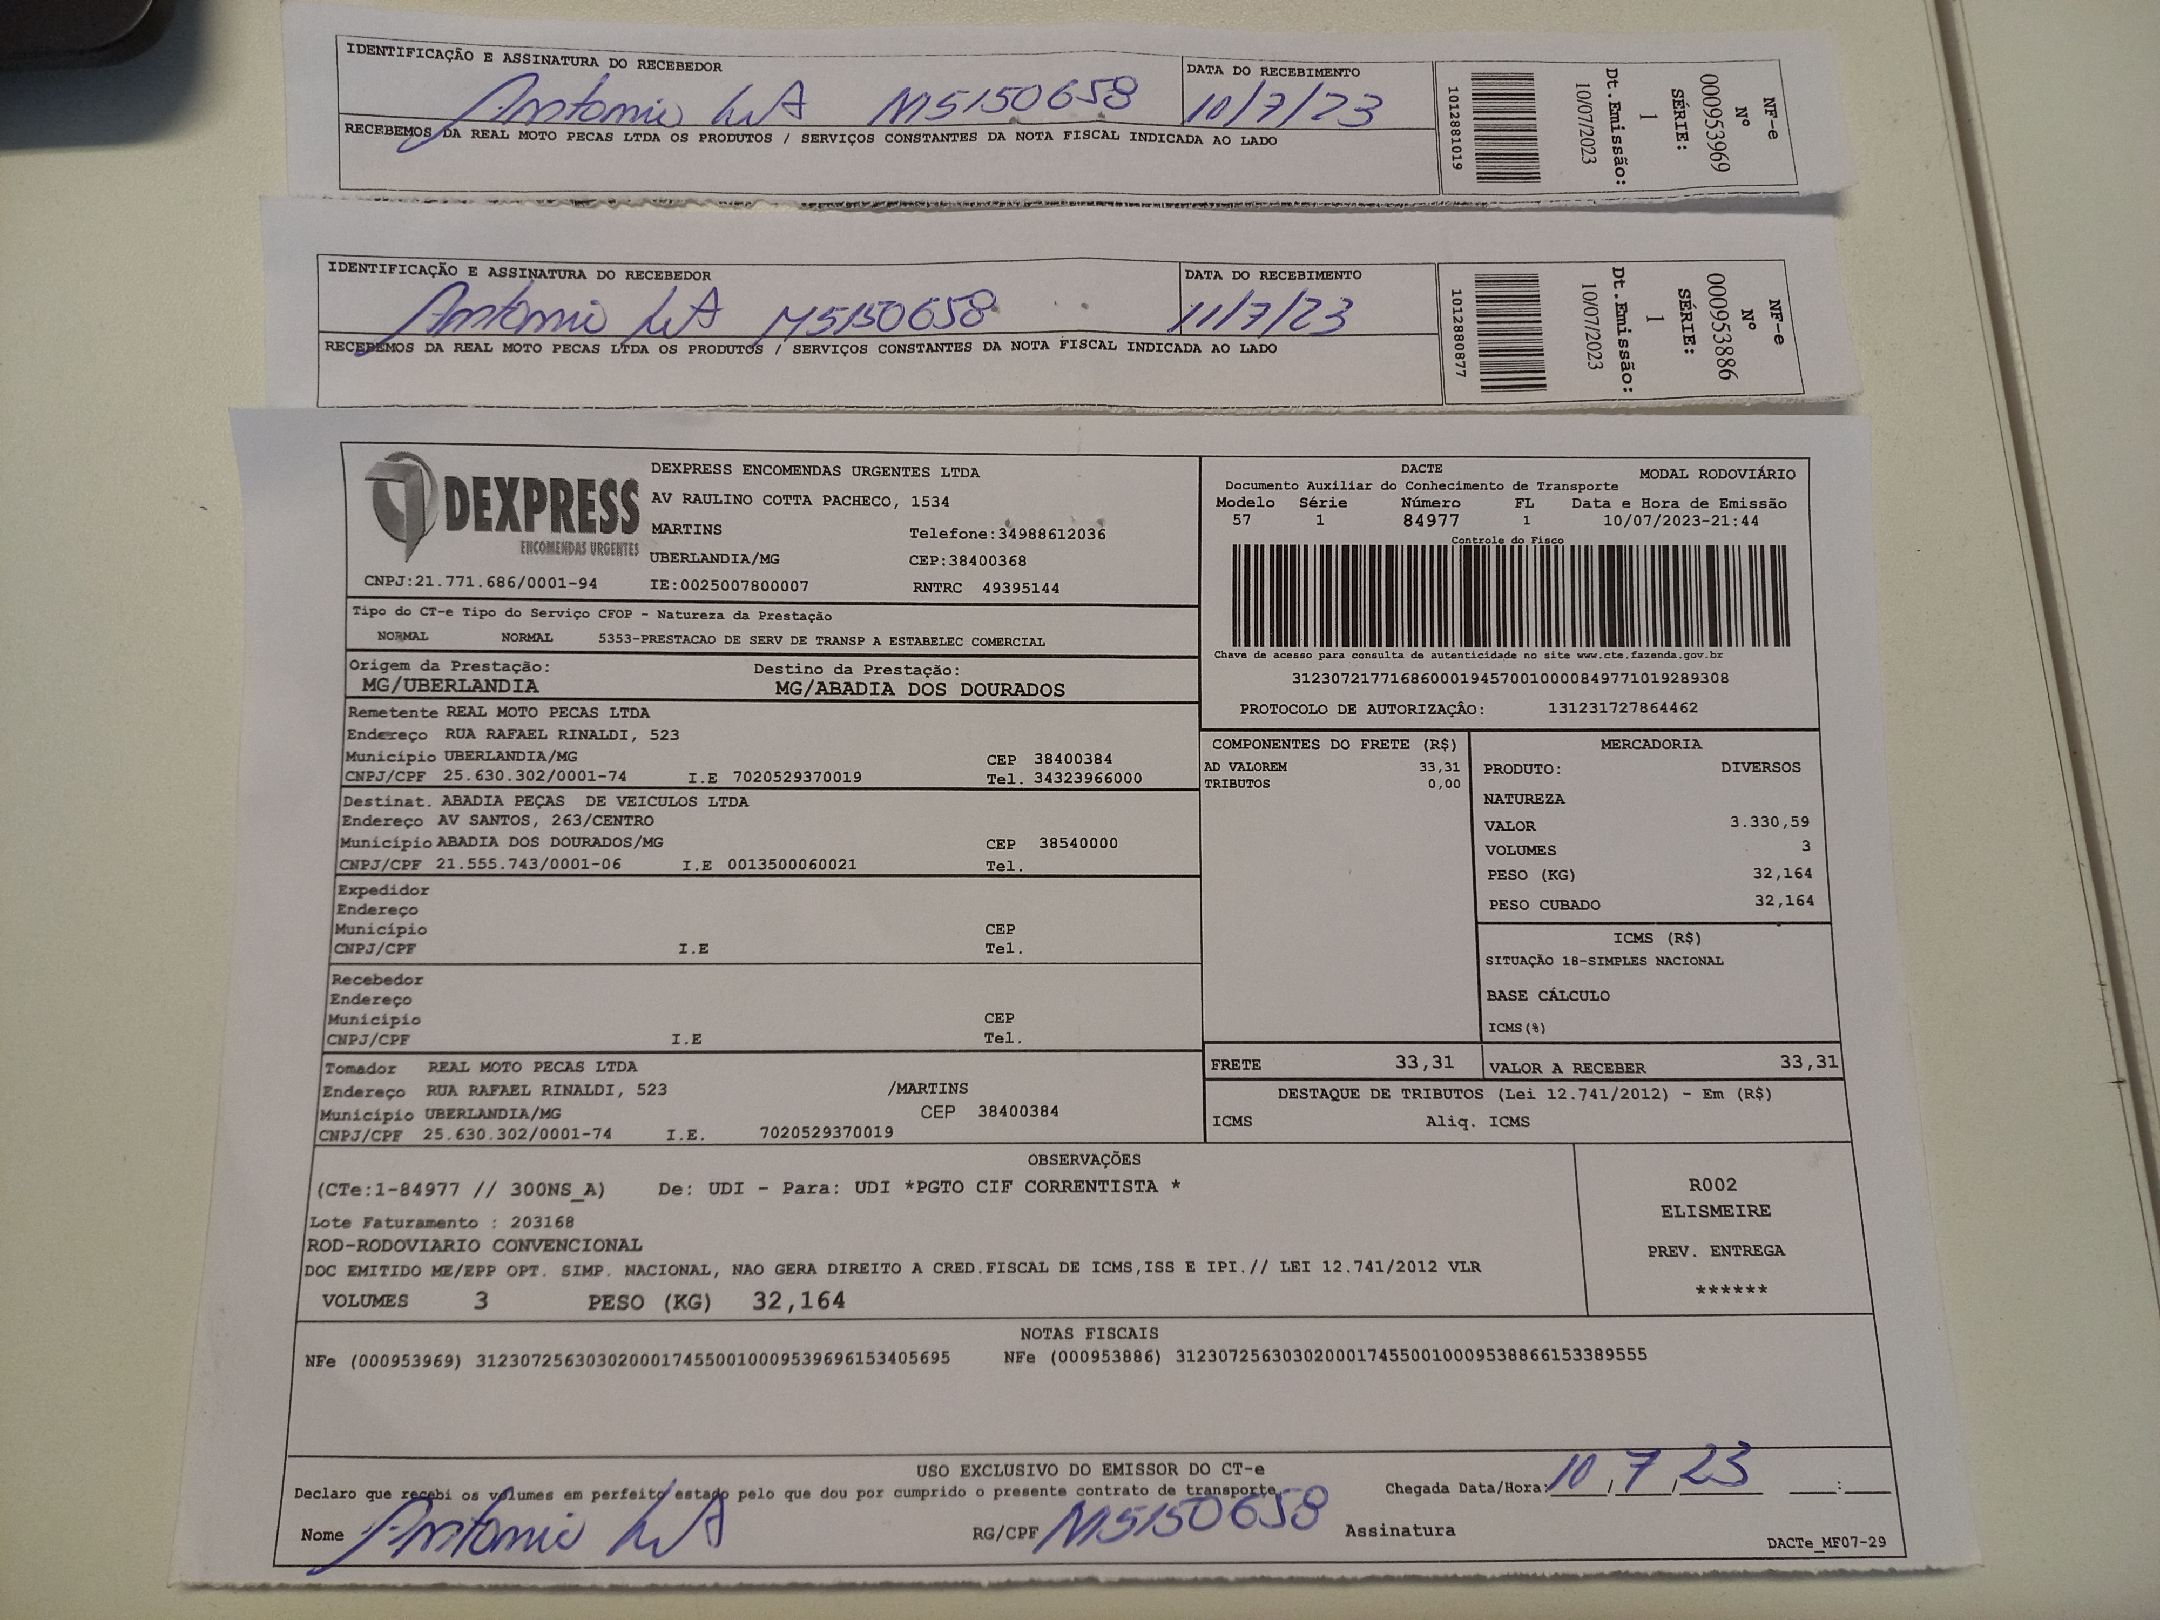 IDENTIFICAÇÃO E ASSINATURA DO RECEBEDOR
DATA DO RECEBIMENTO
Antonio M5150658 10/7/23
RECEBEMOS DA REAL MOTO PECAS LTDA OS PRODUTOS / SERVIÇOS CONSTANTES DA NOTA FISCAL INDICADA AO LADO
1012881019
NF-e
Nº
000953969
SÉRIE:
1
Dt.Emissão:
10/07/2023
IDENTIFICAÇÃO E ASSINATURA DO RECEBEDOR
DATA DO RECEBIMENTO
Antonio M5150658 11/7/23
RECEBEMOS DA REAL MOTO PECAS LTDA OS PRODUTOS / SERVIÇOS CONSTANTES DA NOTA FISCAL INDICADA AO LADO
1012880877
NF-e
Nº
000953886
SÉRIE:
1
Dt.Emissão:
10/07/2023
DEXPRESS
ENCOMENDAS URGENTES
CNPJ:21.771.686/0001-94
DEXPRESS ENCOMENDAS URGENTES LTDA
AV RAULINO COTTA PACHECO, 1534
MARTINS Telefone:34988612036
UBERLANDIA/MG CEP:38400368
IE:0025007800007 RNTRC 49395144
DACTE MODAL RODOVIÁRIO
Documento Auxiliar do Conhecimento de Transporte
Modelo Série Número FL Data e Hora de Emissão
57 1 84977 1 10/07/2023-21:44
Controle do Fisco
Chave de acesso para consulta de autenticidade no site www.cte.fazenda.gov.br
31230721771686000194570010000849771019289308
PROTOCOLO DE AUTORIZAÇÂO: 131231727864462
Tipo do CT-e Tipo do Serviço CFOP - Natureza da Prestação
NORMAL NORMAL 5353-PRESTACAO DE SERV DE TRANSP A ESTABELEC COMERCIAL
Origem da Prestação: Destino da Prestação:
MG/UBERLANDIA MG/ABADIA DOS DOURADOS
Remetente REAL MOTO PECAS LTDA
Endereço RUA RAFAEL RINALDI, 523
Município UBERLANDIA/MG CEP 38400384
CNPJ/CPF 25.630.302/0001-74 I.E 7020529370019 Tel. 34323966000
Destinat. ABADIA PEÇAS DE VEICULOS LTDA
Endereço AV SANTOS, 263/CENTRO
Município ABADIA DOS DOURADOS/MG CEP 38540000
CNPJ/CPF 21.555.743/0001-06 I.E 0013500060021 Tel.
Expedidor
Endereço
Município CEP
CNPJ/CPF I.E Tel.
Recebedor
Endereço
Município CEP
CNPJ/CPF I.E Tel.
Tomador REAL MOTO PECAS LTDA
Endereço RUA RAFAEL RINALDI, 523 /MARTINS
Município UBERLANDIA/MG CEP 38400384
CNPJ/CPF 25.630.302/0001-74 I.E. 7020529370019
COMPONENTES DO FRETE (R$)
AD VALOREM 33,31
TRIBUTOS 0,00
MERCADORIA
PRODUTO: DIVERSOS
NATUREZA
VALOR 3.330,59
VOLUMES 3
PESO (KG) 32,164
PESO CUBADO 32,164
ICMS (R$)
SITUAÇÃO 18-SIMPLES NACIONAL
BASE CÁLCULO
ICMS(%)
FRETE 33,31 VALOR A RECEBER 33,31
DESTAQUE DE TRIBUTOS (Lei 12.741/2012) - Em (R$)
ICMS Aliq. ICMS
OBSERVAÇÕES
(CTe:1-84977 // 300NS_A) De: UDI - Para: UDI *PGTO CIF CORRENTISTA *
Lote Faturamento : 203168
ROD-RODOVIARIO CONVENCIONAL
DOC EMITIDO ME/EPP OPT. SIMP. NACIONAL, NAO GERA DIREITO A CRED.FISCAL DE ICMS,ISS E IPI.// LEI 12.741/2012 VLR
VOLUMES 3 PESO (KG) 32,164
R002
ELISMEIRE
PREV. ENTREGA
******
NOTAS FISCAIS
NFe (000953969) 31230725630302000174550010009539696153405695 NFe (000953886) 31230725630302000174550010009538866153389555
USO EXCLUSIVO DO EMISSOR DO CT-e
Declaro que recebi os volumes em perfeito estado pelo que dou por cumprido o presente contrato de transporte
Chegada Data/Hora: 10/7/23 __:__
Nome Antonio RG/CPF M5150658 Assinatura
DACTe_MF07-29